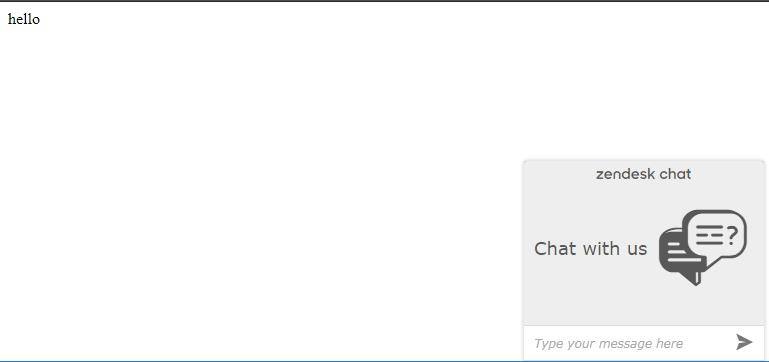 hello
zendesk chat
Chat with us
?
Type your message here